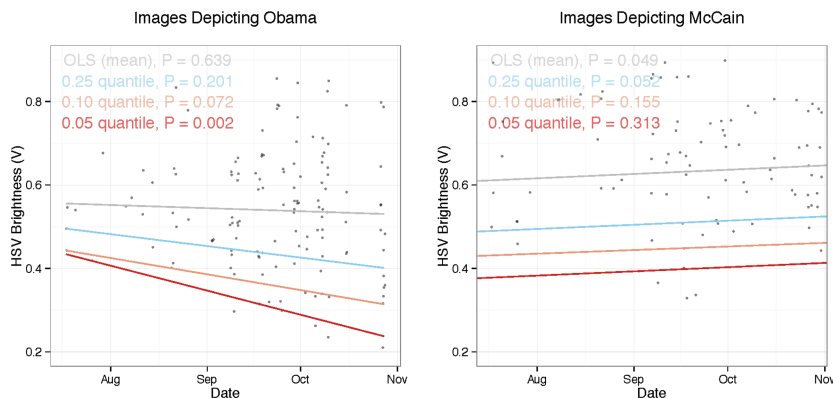 Images Depicting Obama
OLS (mean), P = 0.639
0.25 quantile, P = 0.201
0.10 quantile, P = 0.072
0.05 quantile, P = 0.002
HSV Brightness (V)
0.8
0.6
0.4
0.2
Aug Sep Oct Nov
Date
Images Depicting McCain
OLS (mean), P = 0.049
0.25 quantile, P = 0.052
0.10 quantile, P = 0.155
0.05 quantile, P = 0.313
HSV Brightness (V)
0.8
0.6
0.4
0.2
Aug Sep Oct Nov
Date